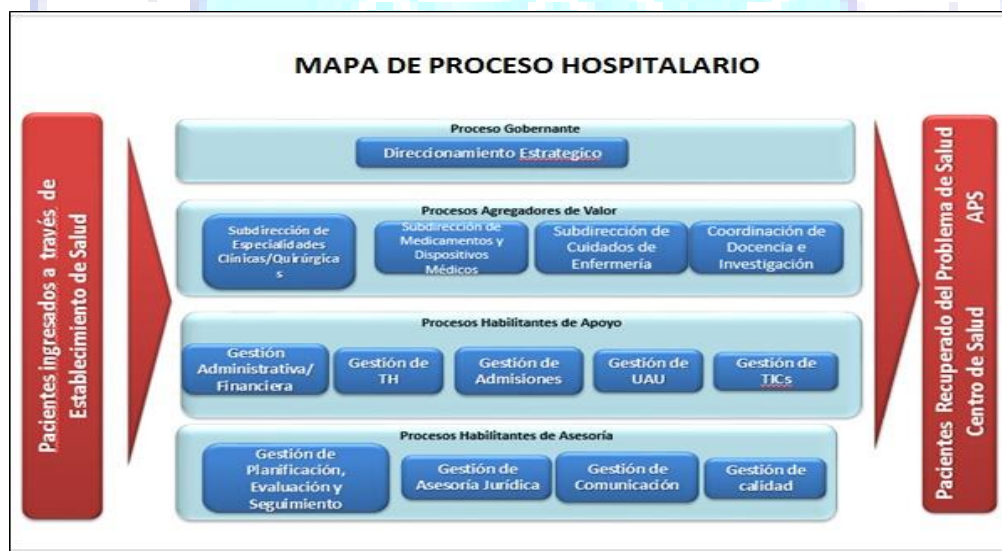 MAPA DE PROCESO HOSPITALARIO
Pacientes ingresados a través de
Establecimiento de Salud
Proceso Gobernante
Direccionamiento Estrategico
Procesos Agregadores de Valor
Subdirección de
Especialidades
Clínicas/Quirúrgica
s
Subdirección de
Medicamentos y
Dispositivos
Médicos
Subdirección de
Cuidados de
Enfermería
Coordinación de
Docencia e
Investigación
Procesos Habilitantes de Apoyo
Gestión
Administrativa/
Financiera
Gestión de
TH
Gestión de
Admisiones
Gestión de
UAU
Gestión de
TICs
Procesos Habilitantes de Asesoría
Gestión de
Planificación,
Evaluación y
Seguimiento
Gestión de
Asesoría Jurídica
Gestión de
Comunicación
Gestión de
calidad
Pacientes Recuperado del Problema de Salud
Centro de Salud APS